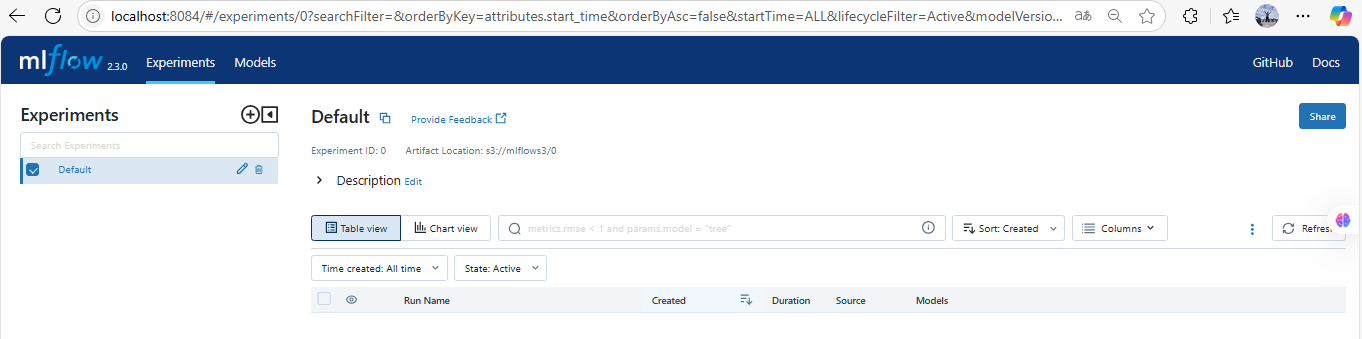 localhost:8084/#/experiments/0?searchFilter=&orderByKey=attributes.start_time&orderByAsc=false&startTime=ALL&lifecycleFilter=Active&modelVersio... aあ
mlflow 2.3.0 Experiments Models GitHub Docs
Experiments
Search Experiments
Default
Default Provide Feedback Share
Experiment ID: 0 Artifact Location: s3://mlflows3/0
Description Edit
Table view Chart view metrics.rmse < 1 and params.model = "tree" Sort: Created Columns Refres
Time created: All time State: Active
Run Name Created Duration Source Models